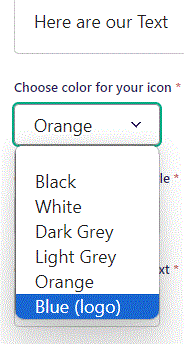 Here are our Text
Choose color for your icon *
Orange
Black
White
Dark Grey
Light Grey
Orange
Blue (logo)